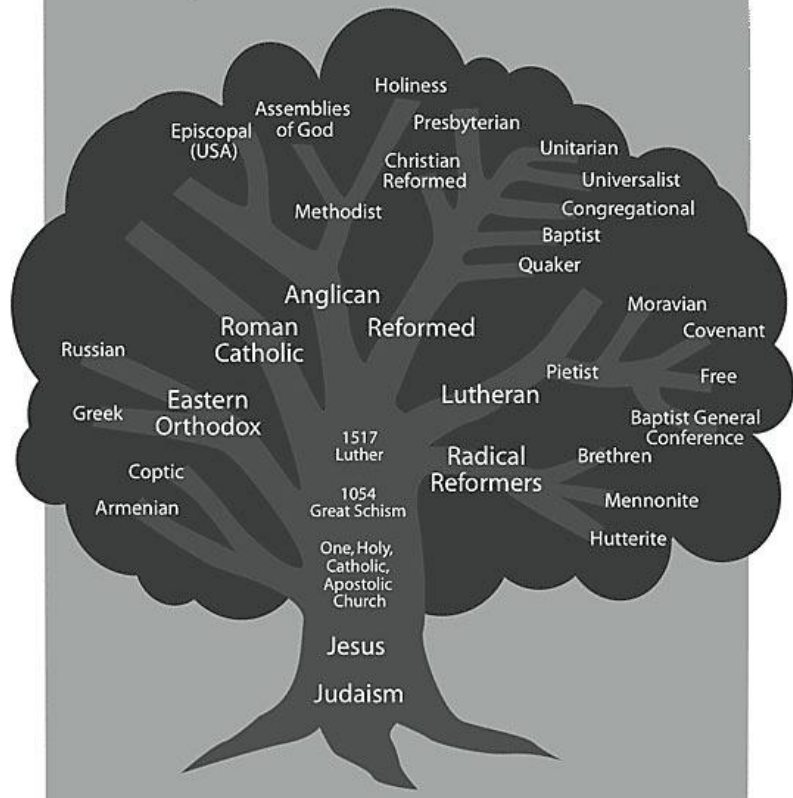 Holiness
Assemblies
of God
Presbyterian
Episcopal
(USA)
Unitarian
Christian
Reformed
Universalist
Methodist
Congregational
Baptist
Quaker
Anglican
Moravian
Roman
Catholic
Reformed
Covenant
Russian
Pietist
Free
Lutheran
Eastern
Orthodox
Greek
Baptist General
Conference
1517
Luther
Radical
Reformers
Brethren
Coptic
Armenian
1054
Great Schism
Mennonite
Hutterite
One, Holy,
Catholic,
Apostolic
Church
Jesus
Judaism